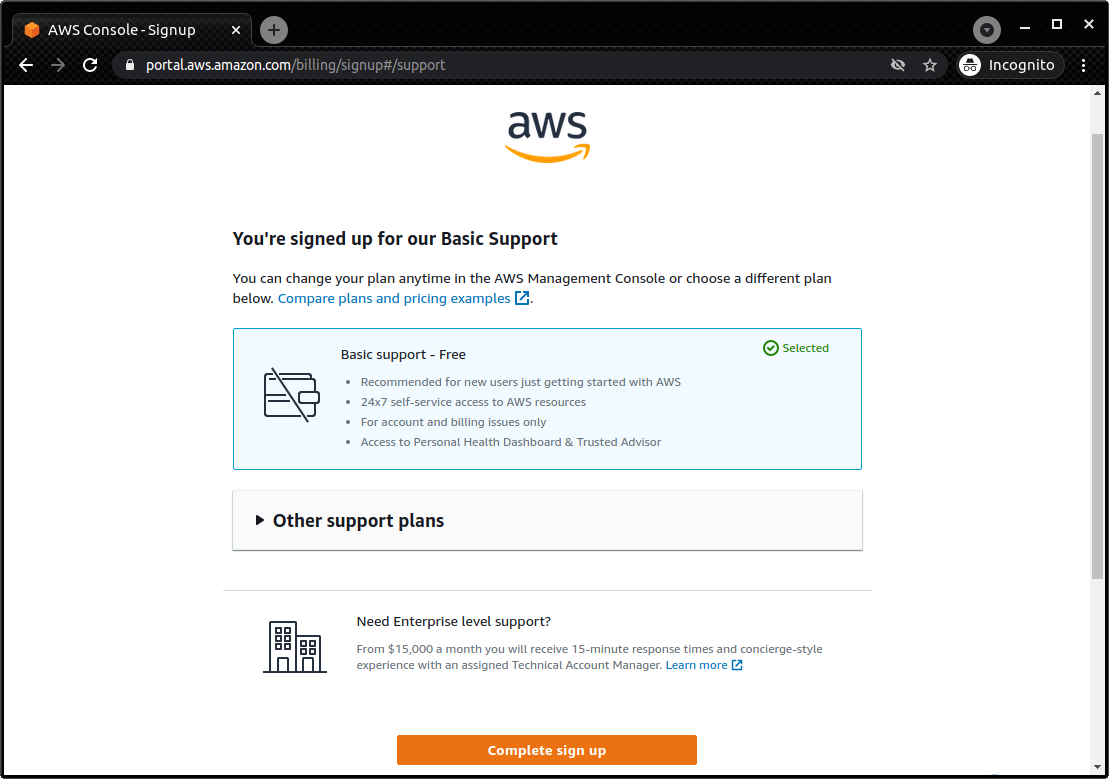 AWS Console - Signup
portal.aws.amazon.com/billing/signup#/support
Incognito
aws
You're signed up for our Basic Support
You can change your plan anytime in the AWS Management Console or choose a different plan
below. Compare plans and pricing examples.
Basic support - Free
Selected
Recommended for new users just getting started with AWS
24x7 self-service access to AWS resources
For account and billing issues only
Access to Personal Health Dashboard & Trusted Advisor
Other support plans
Need Enterprise level support?
From $15,000 a month you will receive 15-minute response times and concierge-style
experience with an assigned Technical Account Manager. Learn more
Complete sign up